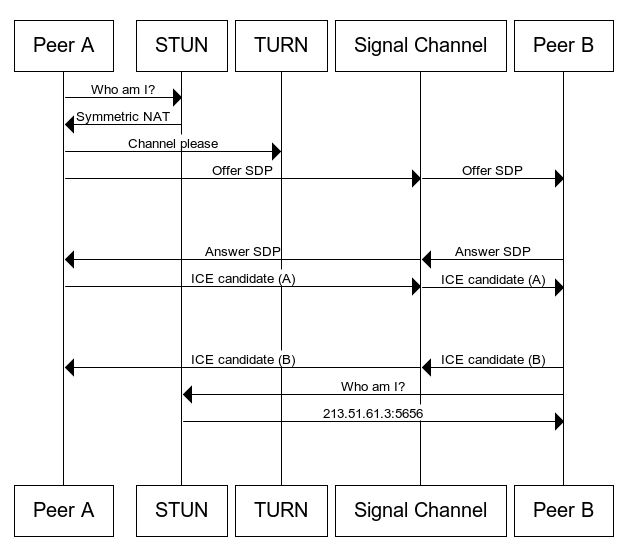 Peer A
STUN
TURN
Signal Channel
Peer B
Who am I?
Symmetric NAT
Channel please
Offer SDP
Offer SDP
Answer SDP
Answer SDP
ICE candidate (A)
ICE candidate (A)
ICE candidate (B)
ICE candidate (B)
Who am I?
213.51.61.3:5656
Peer A
STUN
TURN
Signal Channel
Peer B